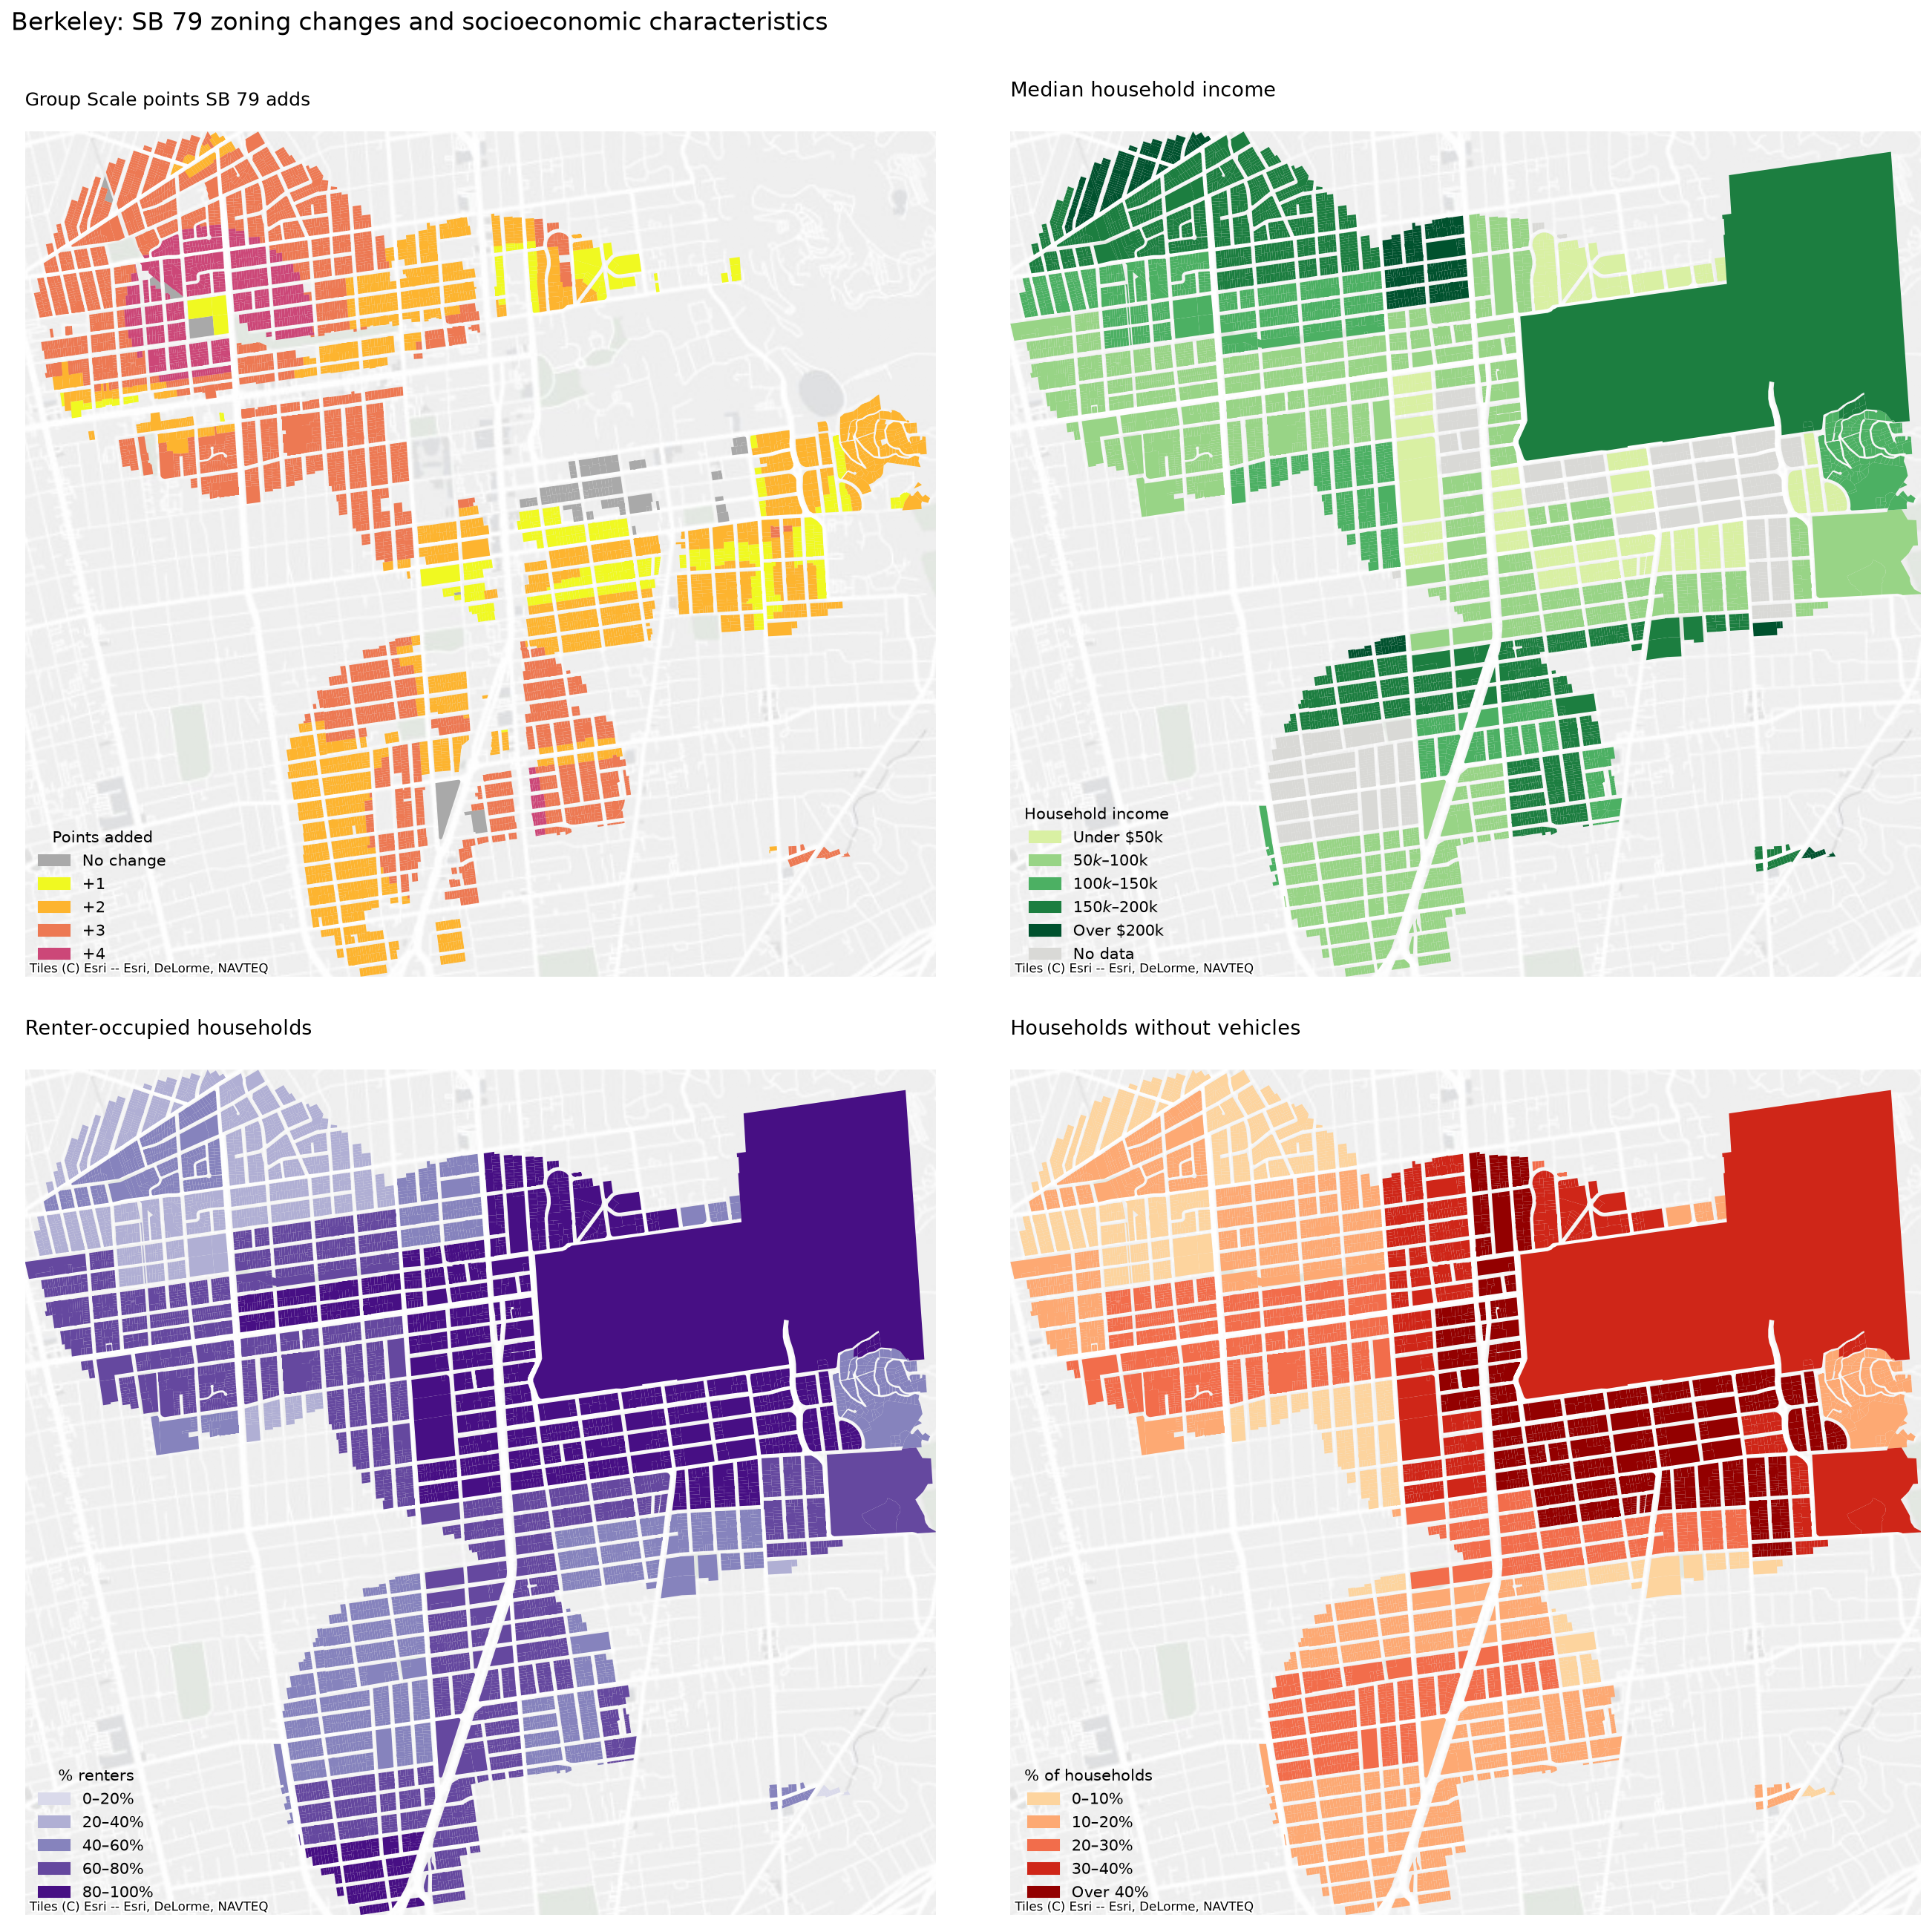 Berkeley: SB 79 zoning changes and socioeconomic characteristics
Group Scale points SB 79 adds
Points added
No change
+1
+2
+3
+4
Tiles (C) Esri -- Esri, DeLorme, NAVTEQ
Median household income
Household income
Under $50k
50k–100k
100k–150k
150k–200k
Over $200k
No data
Tiles (C) Esri -- Esri, DeLorme, NAVTEQ
Renter-occupied households
% renters
0–20%
20–40%
40–60%
60–80%
80–100%
Tiles (C) Esri -- Esri, DeLorme, NAVTEQ
Households without vehicles
% of households
0–10%
10–20%
20–30%
30–40%
Over 40%
Tiles (C) Esri -- Esri, DeLorme, NAVTEQ